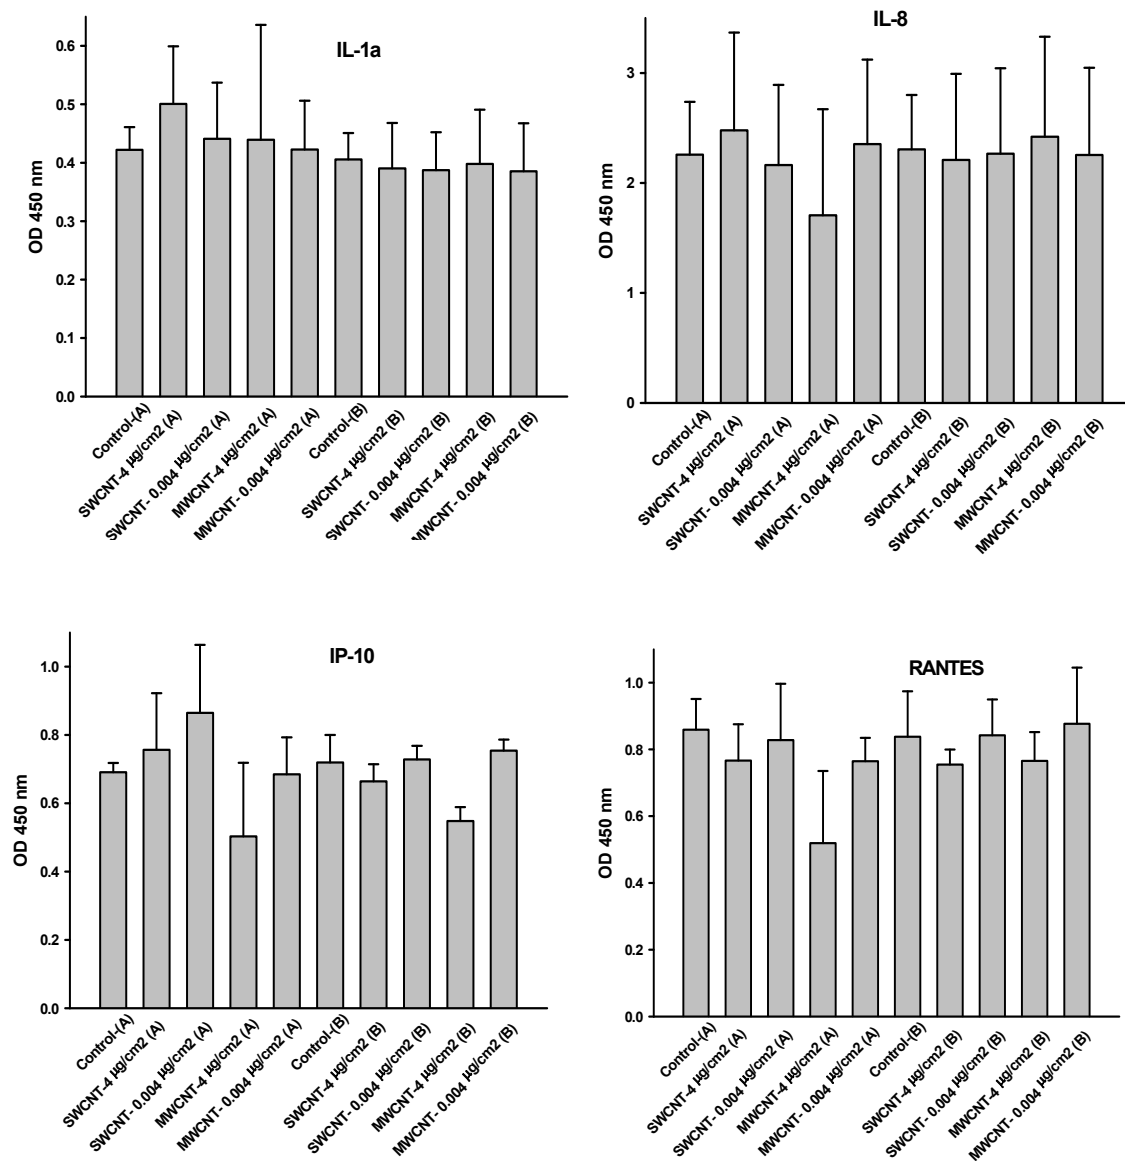 IL-1a
OD 450 nm
0.6
0.5
0.4
0.3
0.2
0.1
0.0
Control-(A)
SWCNT-4 µg/cm2 (A)
SWCNT- 0.004 µg/cm2 (A)
MWCNT-4 µg/cm2 (A)
MWCNT- 0.004 µg/cm2 (A)
Control-(B)
SWCNT-4 µg/cm2 (B)
SWCNT- 0.004 µg/cm2 (B)
MWCNT-4 µg/cm2 (B)
MWCNT- 0.004 µg/cm2 (B)
IL-8
OD 450 nm
3
2
1
0
Control-(A)
SWCNT-4 µg/cm2 (A)
SWCNT- 0.004 µg/cm2 (A)
MWCNT-4 µg/cm2 (A)
MWCNT- 0.004 µg/cm2 (A)
Control-(B)
SWCNT-4 µg/cm2 (B)
SWCNT- 0.004 µg/cm2 (B)
MWCNT-4 µg/cm2 (B)
MWCNT- 0.004 µg/cm2 (B)
IP-10
OD 450 nm
1.0
0.8
0.6
0.4
0.2
0.0
Control-(A)
SWCNT-4 µg/cm2 (A)
SWCNT- 0.004 µg/cm2 (A)
MWCNT-4 µg/cm2 (A)
MWCNT- 0.004 µg/cm2 (A)
Control-(B)
SWCNT-4 µg/cm2 (B)
SWCNT- 0.004 µg/cm2 (B)
MWCNT-4 µg/cm2 (B)
MWCNT- 0.004 µg/cm2 (B)
RANTES
OD 450 nm
1.0
0.8
0.6
0.4
0.2
0.0
Control-(A)
SWCNT-4 µg/cm2 (A)
SWCNT- 0.004 µg/cm2 (A)
MWCNT-4 µg/cm2 (A)
MWCNT- 0.004 µg/cm2 (A)
Control-(B)
SWCNT-4 µg/cm2 (B)
SWCNT- 0.004 µg/cm2 (B)
MWCNT-4 µg/cm2 (B)
MWCNT- 0.004 µg/cm2 (B)